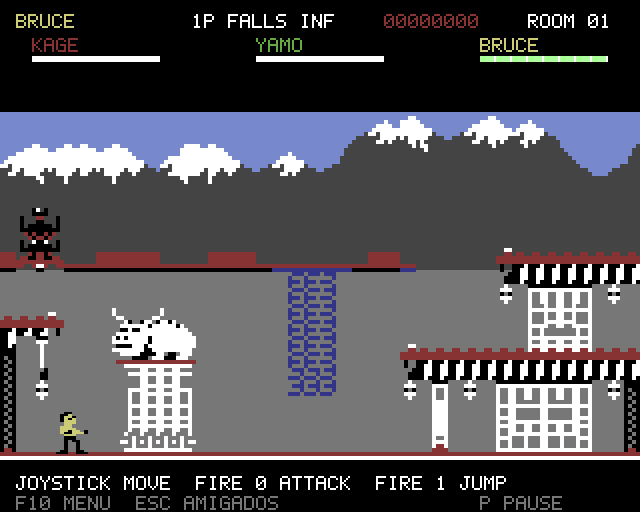 BRUCE 1P FALLS INF 00000000 ROOM 01
KAGE YAMO BRUCE
JOYSTICK MOVE FIRE 0 ATTACK FIRE 1 JUMP
F10 MENU ESC AMIGADOS P PAUSE